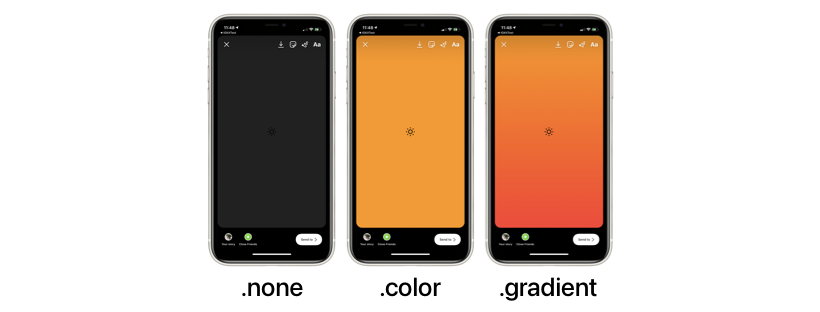 11:48
11:48
11:48
Aa
Aa
Aa
Your story
Close Friends
Send to >
Your story
Close Friends
Send to >
Your story
Close Friends
Send to >
.none
.color
.gradient